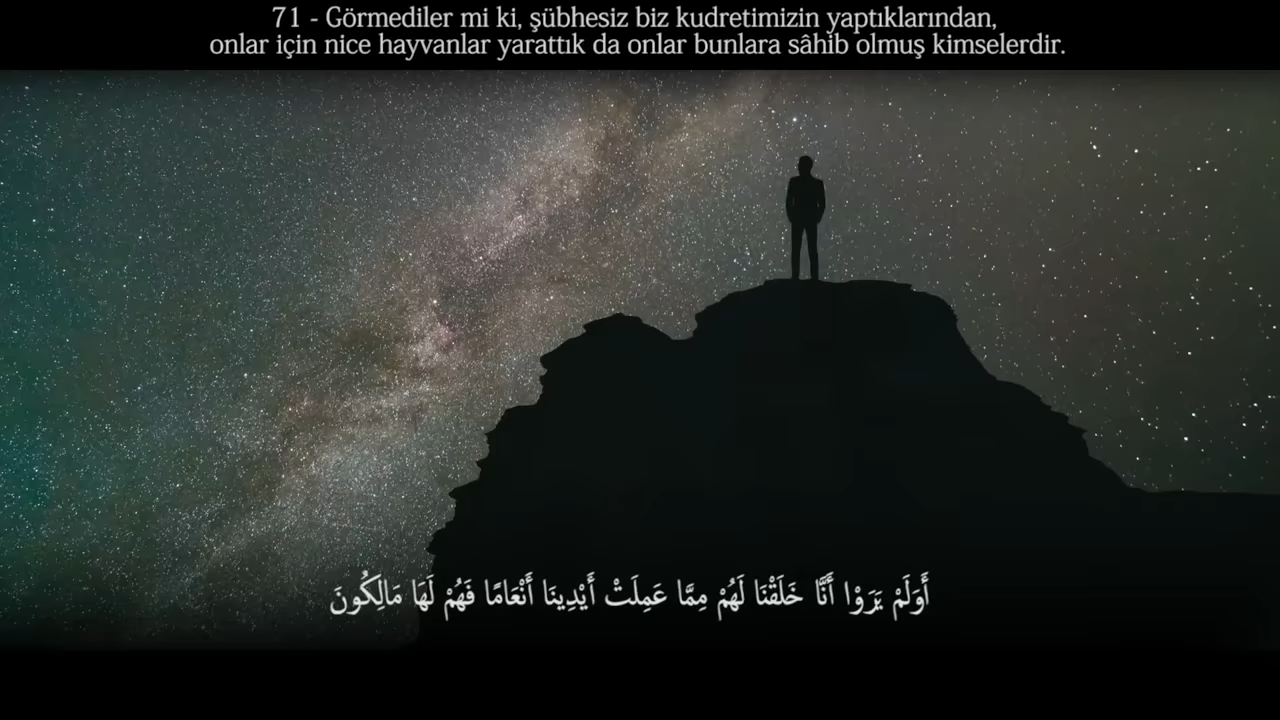 71 - Görmediler mi ki, şübhesiz biz kudretimizin yaptıklarından,
onlar için nice hayvanlar yarattık da onlar bunlara sâhib olmuş kimselerdir.
أَوَلَمْ يَرَوْا أَنَّا خَلَقْنَا لَهُمْ مِمَّا عَمِلَتْ أَيْدِينَا أَنْعَامًا فَهُمْ لَهَا مَالِكُونَ